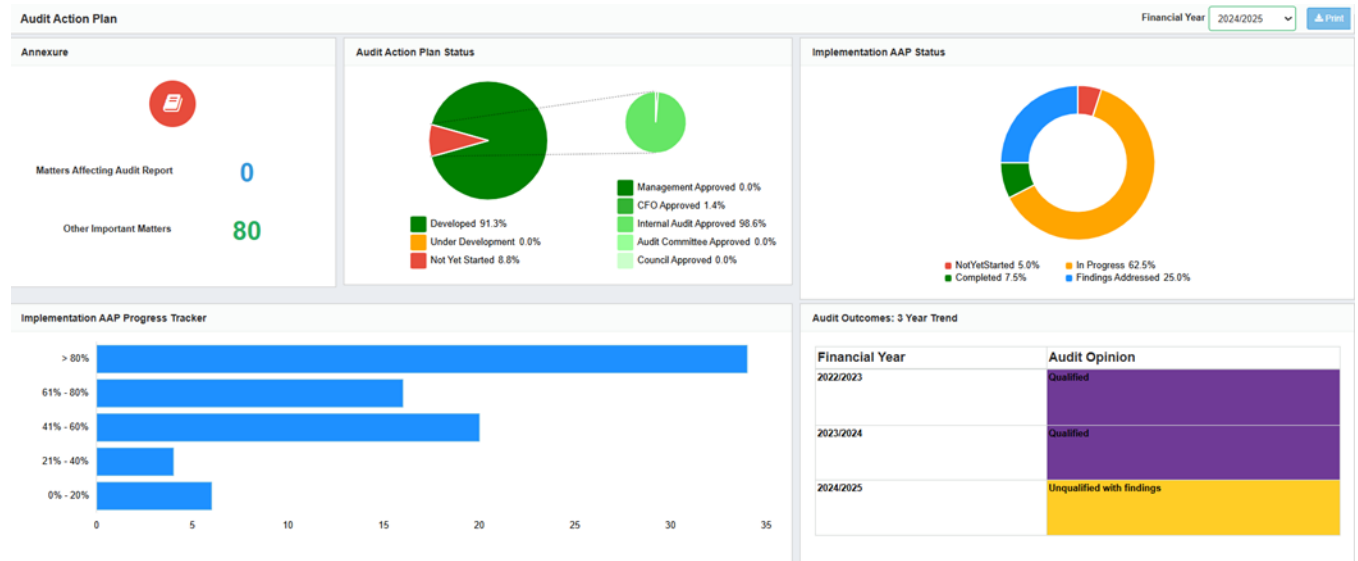 Audit Action Plan
Financial Year 2024/2025 Print
Annexure
Matters Affecting Audit Report 0
Other Important Matters 80
Audit Action Plan Status
Developed 91.3%
Under Development 0.0%
Not Yet Started 8.8%
Management Approved 0.0%
CFO Approved 1.4%
Internal Audit Approved 98.6%
Audit Committee Approved 0.0%
Council Approved 0.0%
Implementation AAP Status
NotYetStarted 5.0% In Progress 62.5%
Completed 7.5% Findings Addressed 25.0%
Implementation AAP Progress Tracker
> 80%
61% - 80%
41% - 60%
21% - 40%
0% - 20%
0 5 10 15 20 25 30 35
Audit Outcomes: 3 Year Trend
Financial Year Audit Opinion
2022/2023 Qualified
2023/2024 Qualified
2024/2025 Unqualified with findings